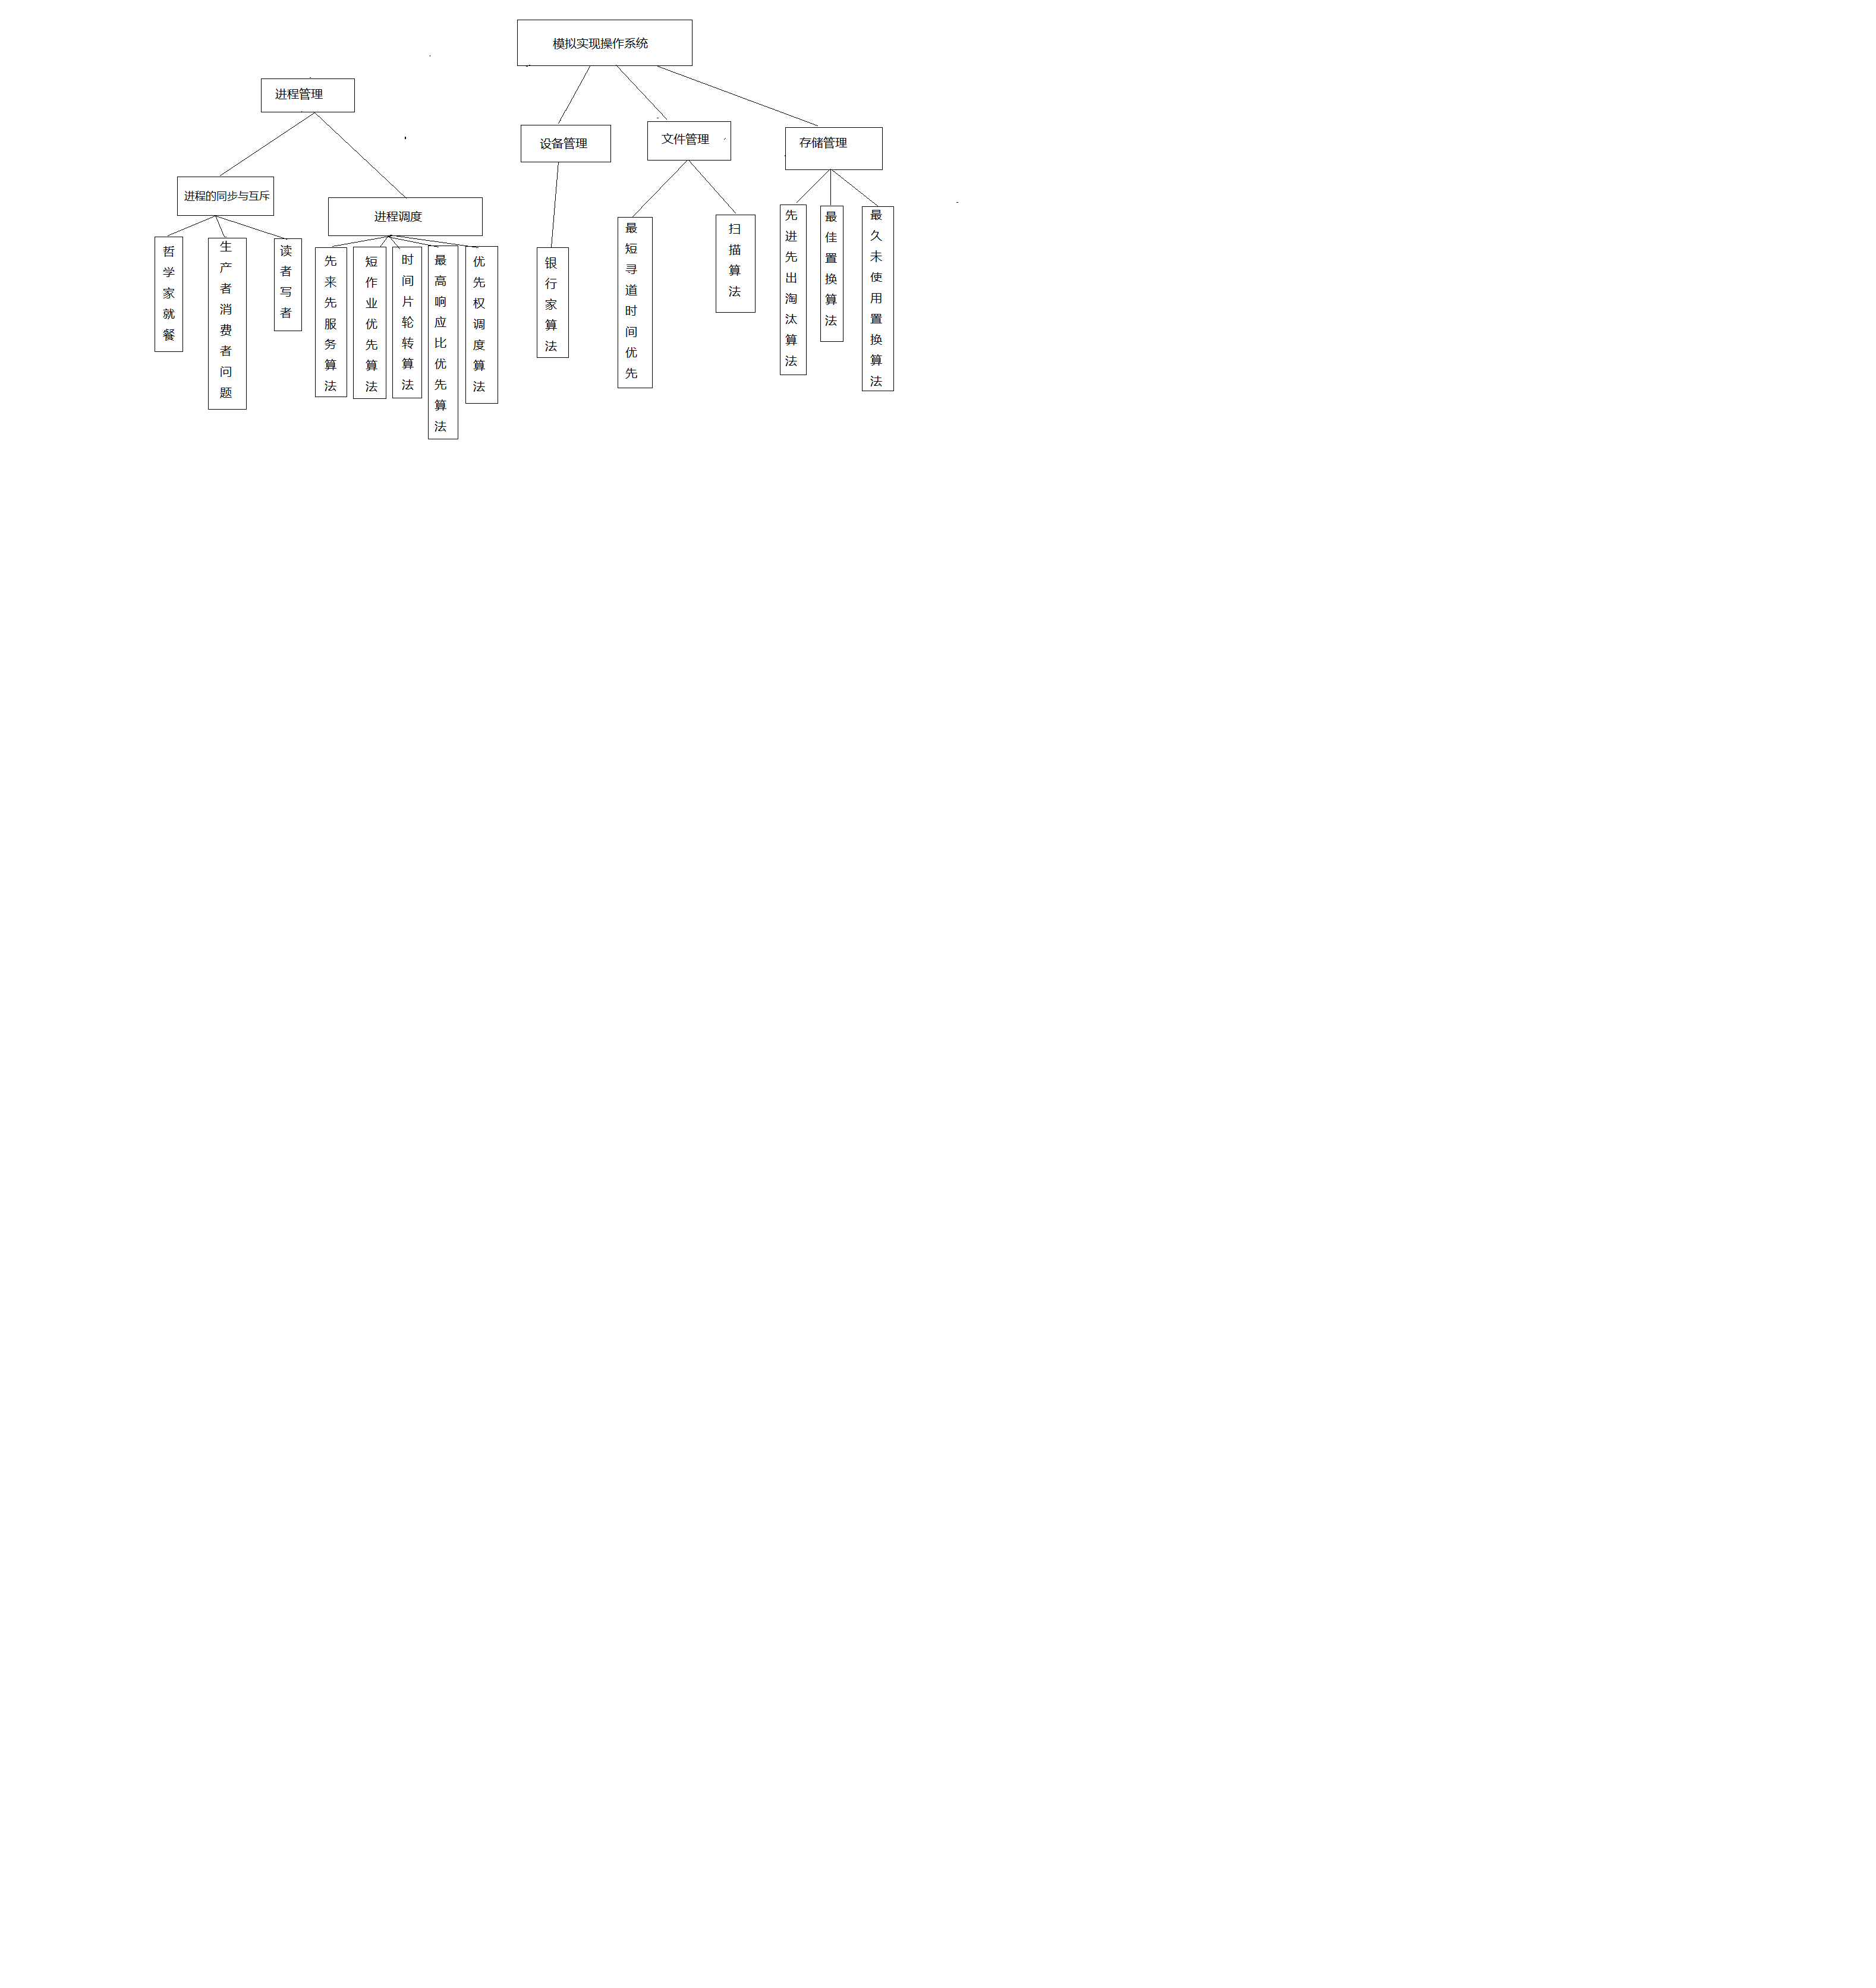 模拟实现操作系统
进程管理
设备管理
文件管理
存储管理
进程的同步与互斥
进程调度
哲学家就餐
生产者消费者问题
读者写者
先来先服务算法
短作业优先算法
时间片轮转算法
最高响应比优先算法
优先权调度算法
银行家算法
最短寻道时间优先
扫描算法
先进先出淘汰算法
最佳置换算法
最久未使用置换算法